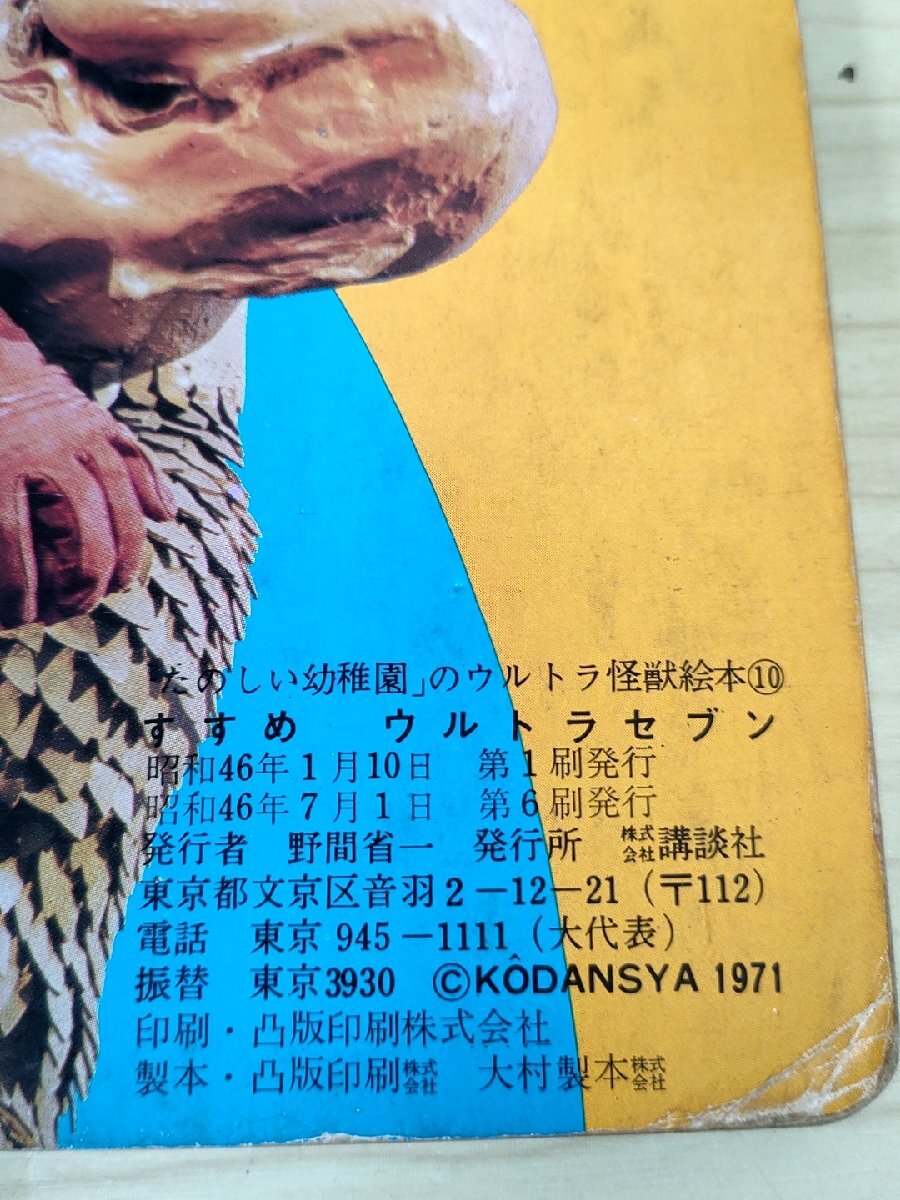 「たのしい幼稚園」のウルトラ怪獣絵本⑩
すすめ ウルトラセブン
昭和46年1月10日 第1刷発行
昭和46年7月1日 第6刷発行
発行者 野間省一 発行所 株式会社講談社
東京都文京区音羽2-12-21(〒112)
電話 東京945-1111(大代表)
振替 東京3930 ©KÔDANSYA 1971
印刷・凸版印刷株式会社
製本・凸版印刷株式会社 大村製本株式会社